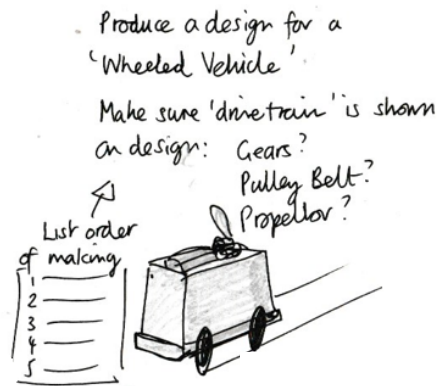 Produce a design for a
'Wheeled Vehicle'
Make sure 'drivetrain' is shown
on design: Gears?
Pulley Belt?
Propellor?
List order
of making
1
2
3
4
5